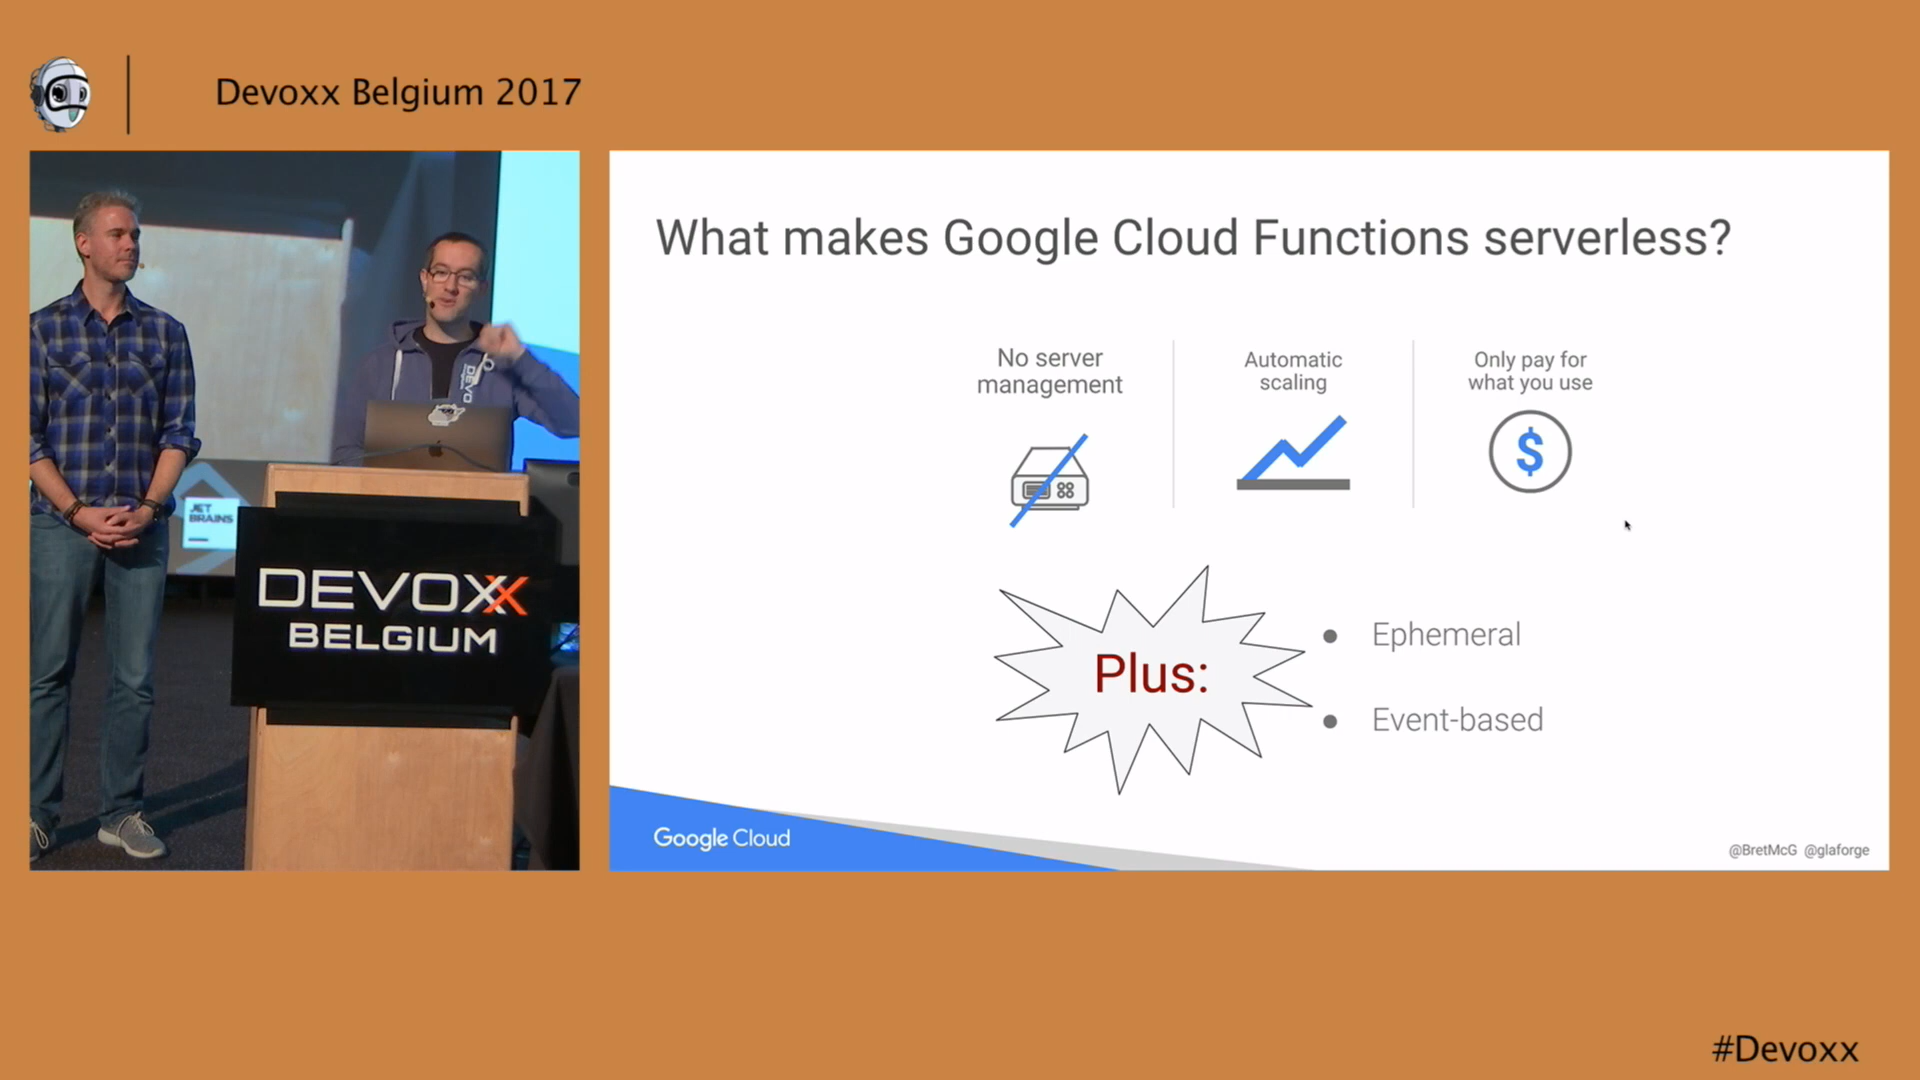 Devoxx Belgium 2017
What makes Google Cloud Functions serverless?
No server
management
Automatic
scaling
Only pay for
what you use
$
Plus:
Ephemeral
Event-based
Google Cloud
@BretMcG @glaforge
DEVO
JET
BRAINS
DEVOXX
BELGIUM
#Devoxx